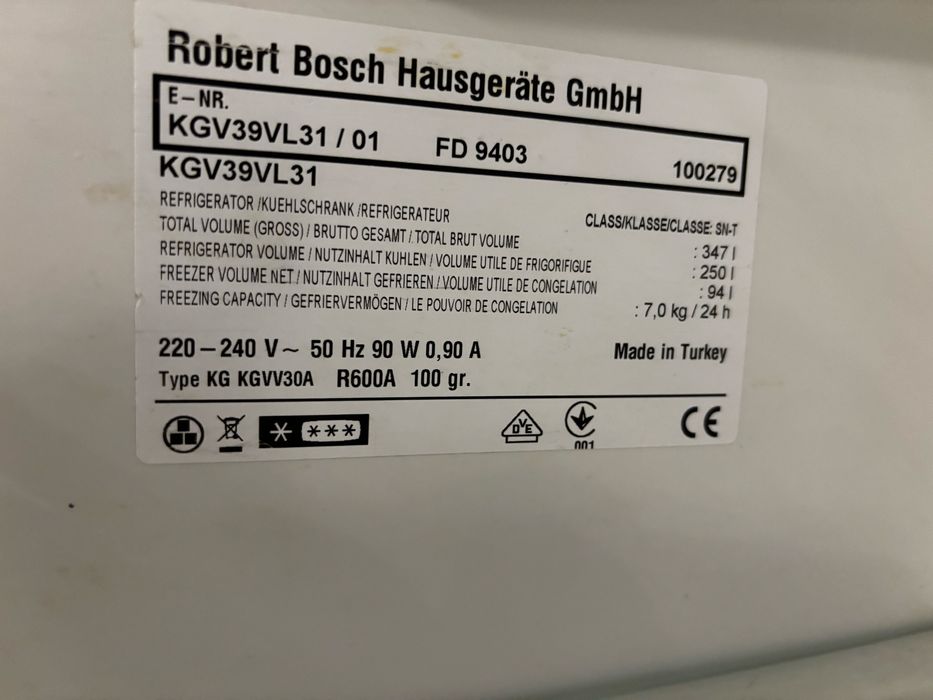 Robert Bosch Hausgeräte GmbH
E-NR.
KGV39VL31 / 01 FD 9403 100279
KGV39VL31
REFRIGERATOR /KUEHLSCHRANK /REFRIGERATEUR CLASS/KLASSE/CLASSE: SN-T
TOTAL VOLUME (GROSS) / BRUTTO GESAMT / TOTAL BRUT VOLUME : 347 l
REFRIGERATOR VOLUME / NUTZINHALT KUHLEN / VOLUME UTILE DE FRIGORIFIGUE : 250 l
FREEZER VOLUME NET / NUTZINHALT GEFRIEREN / VOLUME UTILE DE CONGELATION : 94 l
FREEZING CAPACITY / GEFRIERVERMÖGEN / LE POUVOIR DE CONGELATION : 7,0 kg / 24 h
220 – 240 V ~ 50 Hz 90 W 0,90 A Made in Turkey
Type KG KGVV30A R600A 100 gr.
DVE 001 CE